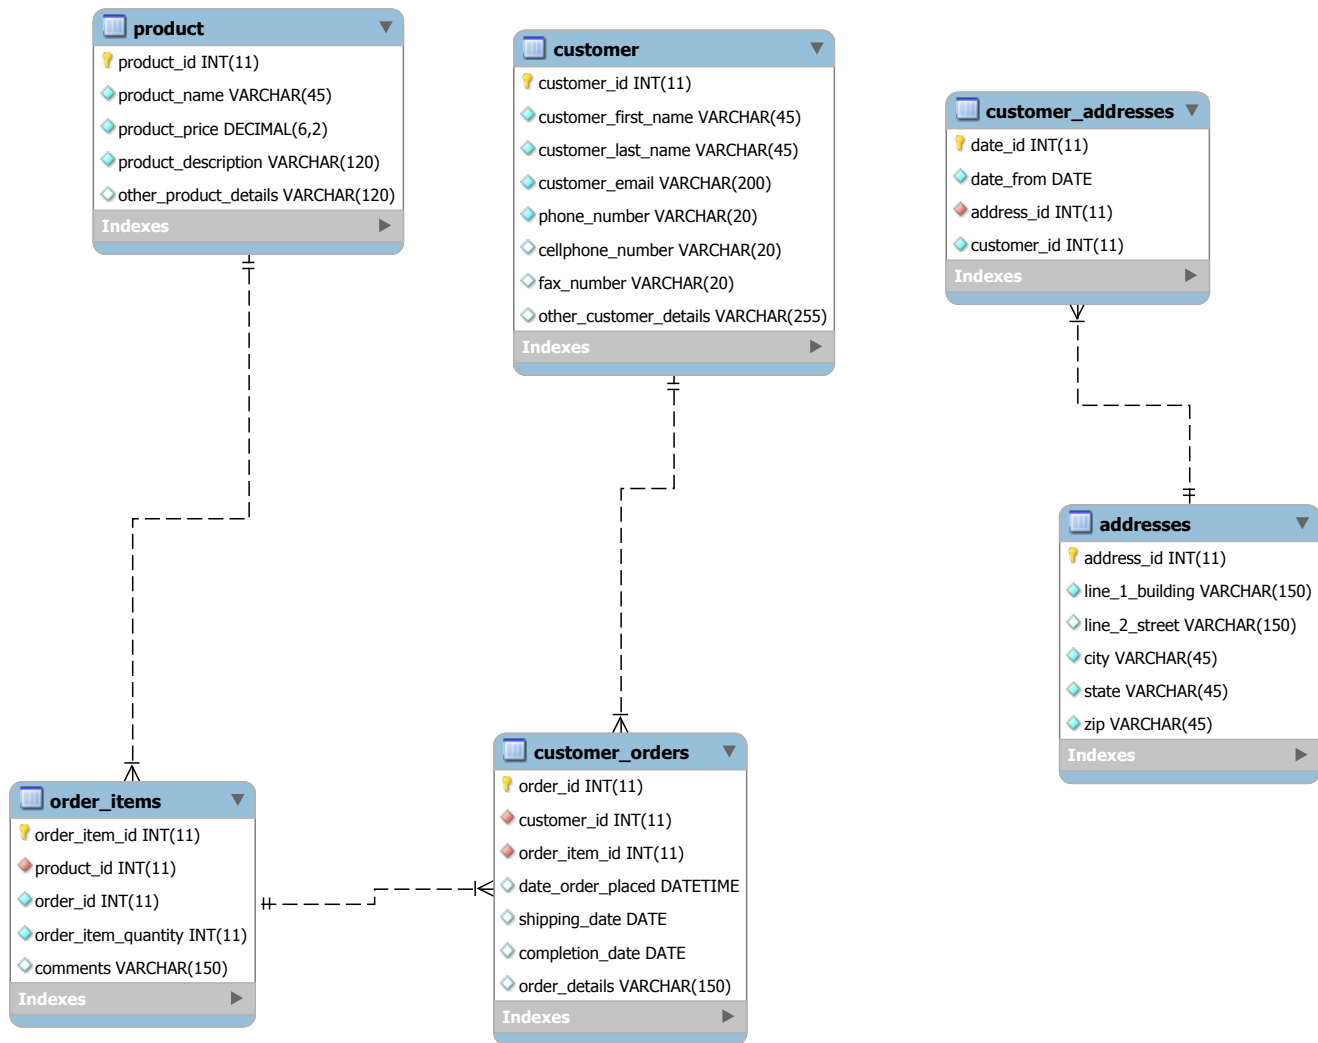 product
product_id INT(11)
product_name VARCHAR(45)
product_price DECIMAL(6,2)
product_description VARCHAR(120)
other_product_details VARCHAR(120)
Indexes
customer
customer_id INT(11)
customer_first_name VARCHAR(45)
customer_last_name VARCHAR(45)
customer_email VARCHAR(200)
phone_number VARCHAR(20)
cellphone_number VARCHAR(20)
fax_number VARCHAR(20)
other_customer_details VARCHAR(255)
Indexes
customer_addresses
date_id INT(11)
date_from DATE
address_id INT(11)
customer_id INT(11)
Indexes
addresses
address_id INT(11)
line_1_building VARCHAR(150)
line_2_street VARCHAR(150)
city VARCHAR(45)
state VARCHAR(45)
zip VARCHAR(45)
Indexes
order_items
order_item_id INT(11)
product_id INT(11)
order_id INT(11)
order_item_quantity INT(11)
comments VARCHAR(150)
Indexes
customer_orders
order_id INT(11)
customer_id INT(11)
order_item_id INT(11)
date_order_placed DATETIME
shipping_date DATE
completion_date DATE
order_details VARCHAR(150)
Indexes